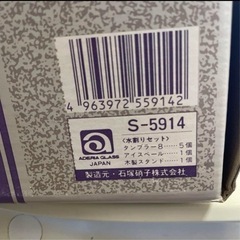 4 963972 559142
S-5914
〈水割りセット〉
タンブラー8……5個
アイスペール……1個
木製スタンド……1個
ADERIA GLASS
JAPAN
製造元・石塚硝子株式会社